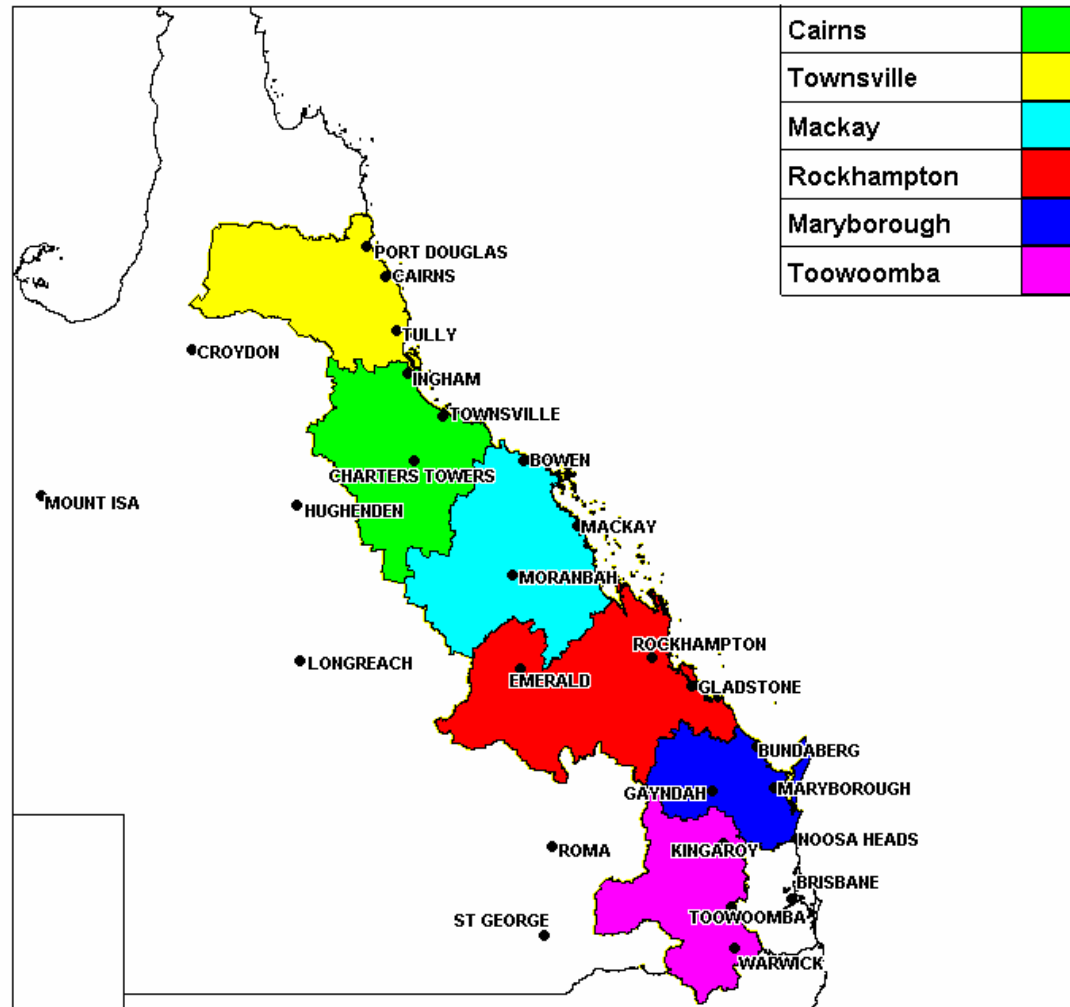 Cairns
Townsville
Mackay
Rockhampton
Maryborough
Toowoomba
PORT DOUGLAS
CAIRNS
TULLY
CROYDON
INGHAM
TOWNSVILLE
BOWEN
CHARTERS TOWERS
MOUNT ISA
HUGHENDEN
MACKAY
MORANBAH
ROCKHAMPTON
LONGREACH
EMERALD
GLADSTONE
BUNDABERG
GAYNDAH
MARYBOROUGH
NOOSA HEADS
ROMA
KINGAROY
BRISBANE
TOOWOOMBA
ST GEORGE
WARWICK